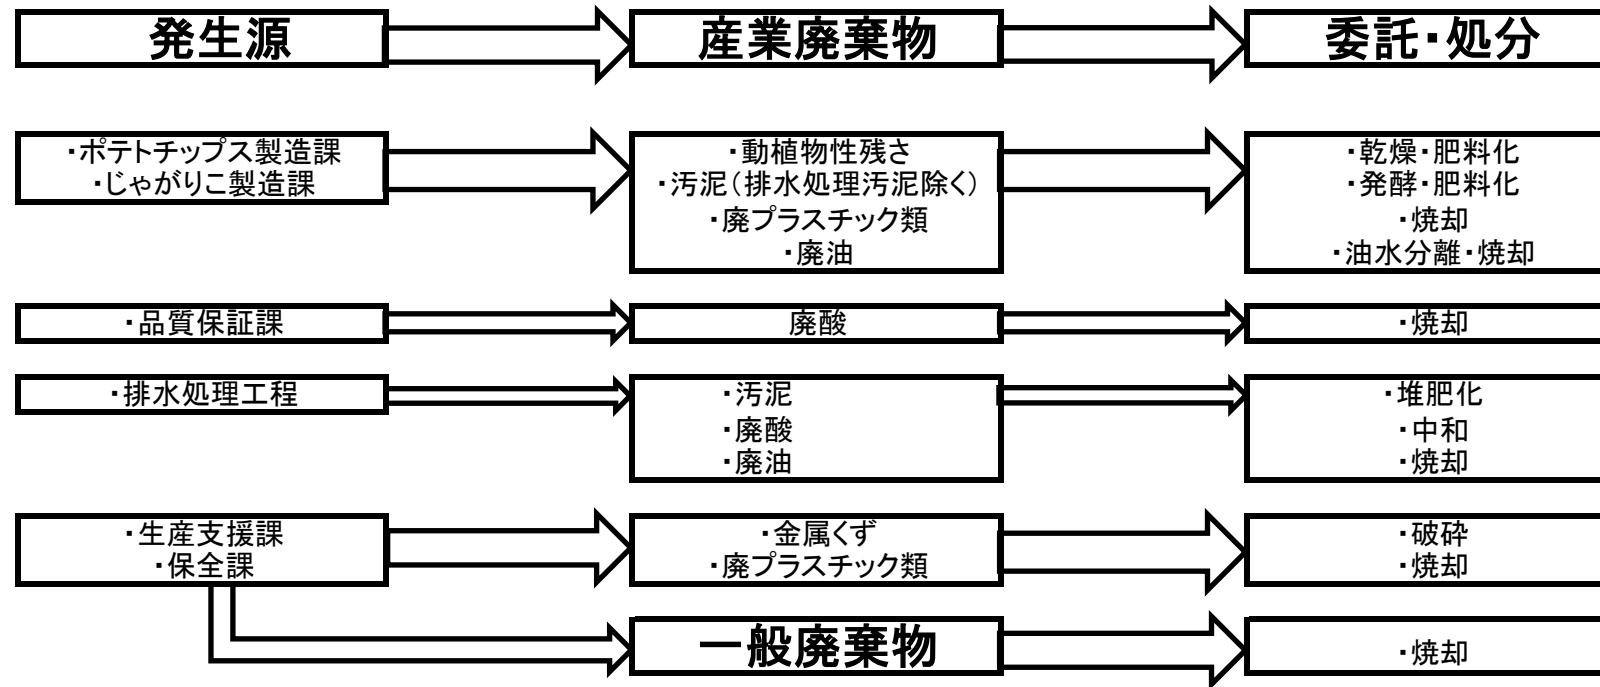 発生源
産業廃棄物
委託・処分
・ポテトチップス製造課
・じゃがりこ製造課
・動植物性残さ
・汚泥（排水処理汚泥除く）
・廃プラスチック類
・廃油
・乾燥・肥料化
・発酵・肥料化
・焼却
・油水分離・焼却
・品質保証課
廃酸
・焼却
・排水処理工程
・汚泥
・廃酸
・廃油
・堆肥化
・中和
・焼却
・生産支援課
・保全課
・金属くず
・廃プラスチック類
・破砕
・焼却
一般廃棄物
・焼却